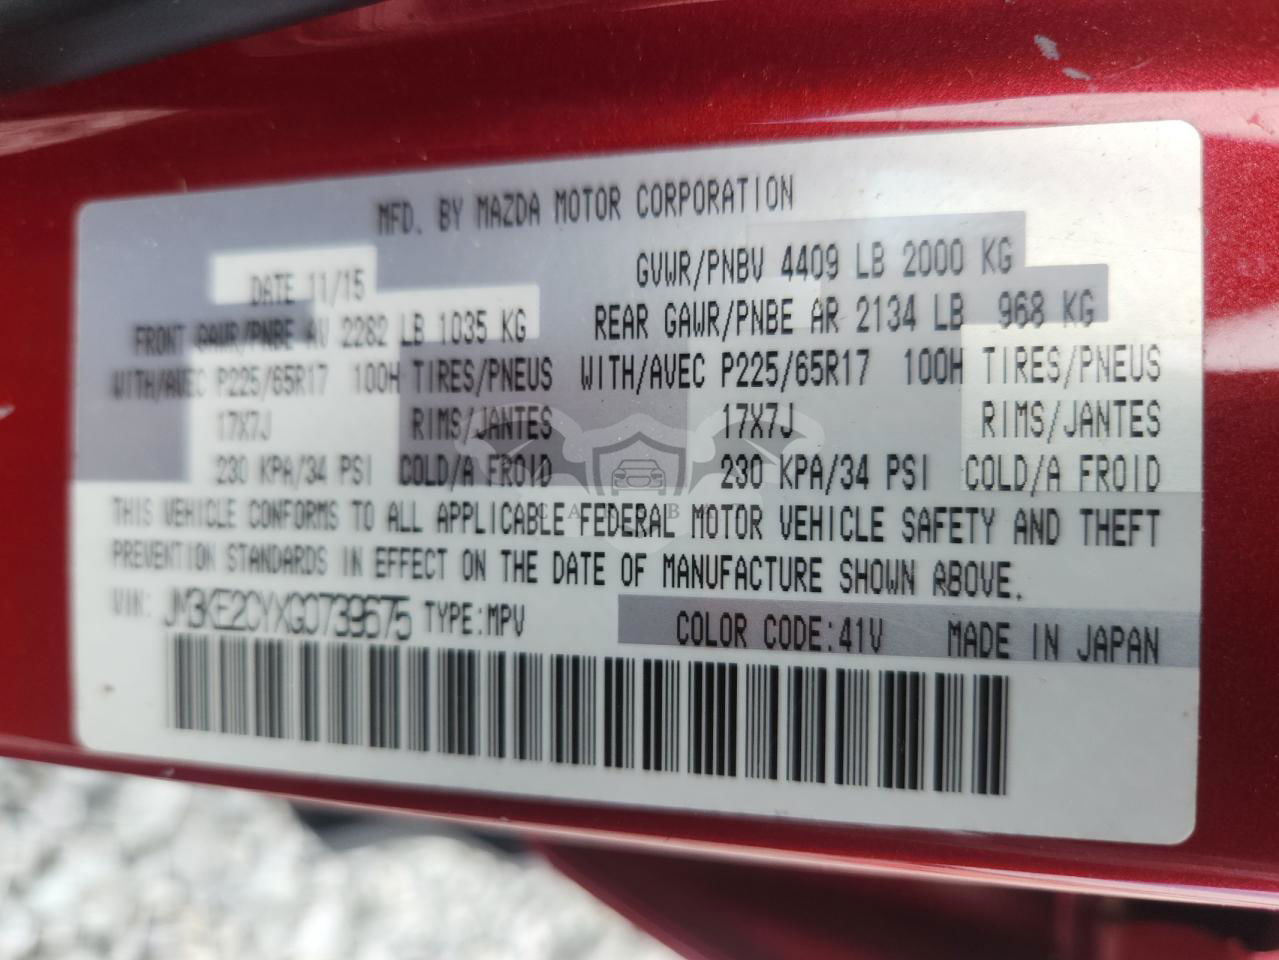 MFD. BY MAZDA MOTOR CORPORATION
DATE 11/15 GVWR/PNBV 4409 LB 2000 KG
FRONT GAWR/PNBE AV 2282 LB 1035 KG REAR GAWR/PNBE AR 2134 LB 968 KG
WITH/AVEC P225/65R17 100H TIRES/PNEUS WITH/AVEC P225/65R17 100H TIRES/PNEUS
17X7J RIMS/JANTES 17X7J RIMS/JANTES
230 KPA/34 PSI COLD/A FROID 230 KPA/34 PSI COLD/A FROID
THIS VEHICLE CONFORMS TO ALL APPLICABLE FEDERAL MOTOR VEHICLE SAFETY AND THEFT
PREVENTION STANDARDS IN EFFECT ON THE DATE OF MANUFACTURE SHOWN ABOVE.
VIN: JM3KE2CYXG0739675 TYPE:MPV COLOR CODE:41V MADE IN JAPAN